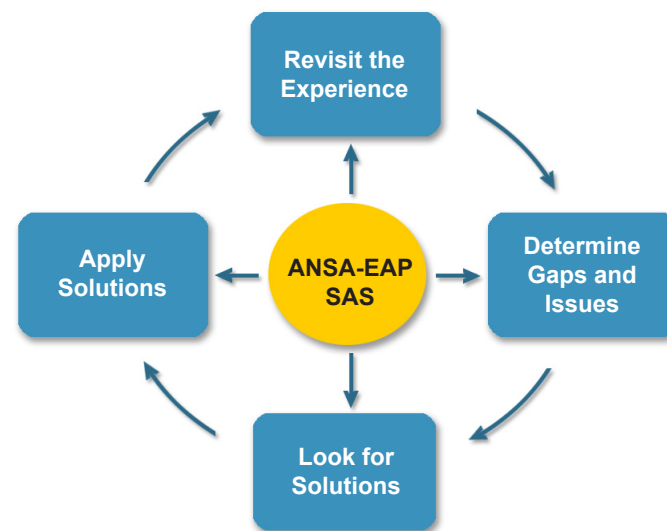 Revisit the
Experience
ANSA-EAP
SAS
Apply
Solutions
Determine
Gaps and
Issues
Look for
Solutions